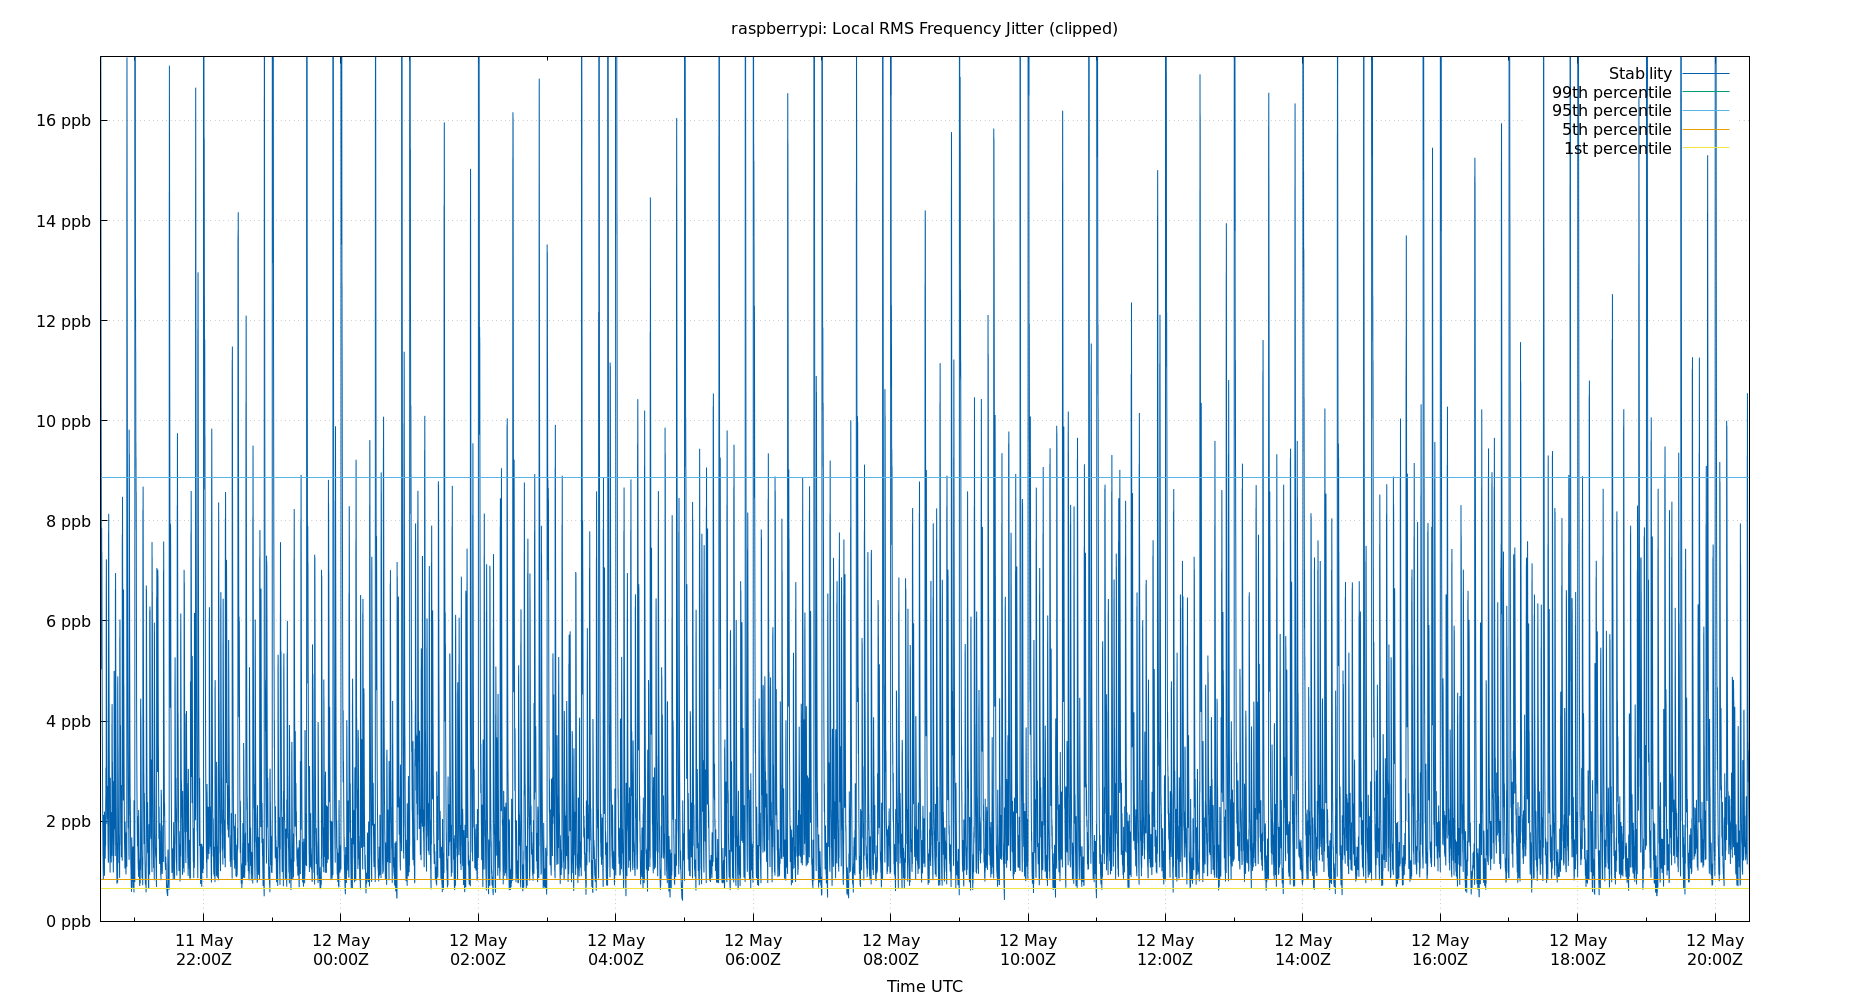 raspberrypi: Local RMS Frequency Jitter (clipped)
Stability
99th percentile
95th percentile
5th percentile
1st percentile
16 ppb
14 ppb
12 ppb
10 ppb
8 ppb
6 ppb
4 ppb
2 ppb
0 ppb
11 May 12 May 12 May 12 May 12 May 12 May 12 May 12 May 12 May 12 May 12 May 12 May
22:00Z 00:00Z 02:00Z 04:00Z 06:00Z 08:00Z 10:00Z 12:00Z 14:00Z 16:00Z 18:00Z 20:00Z
Time UTC